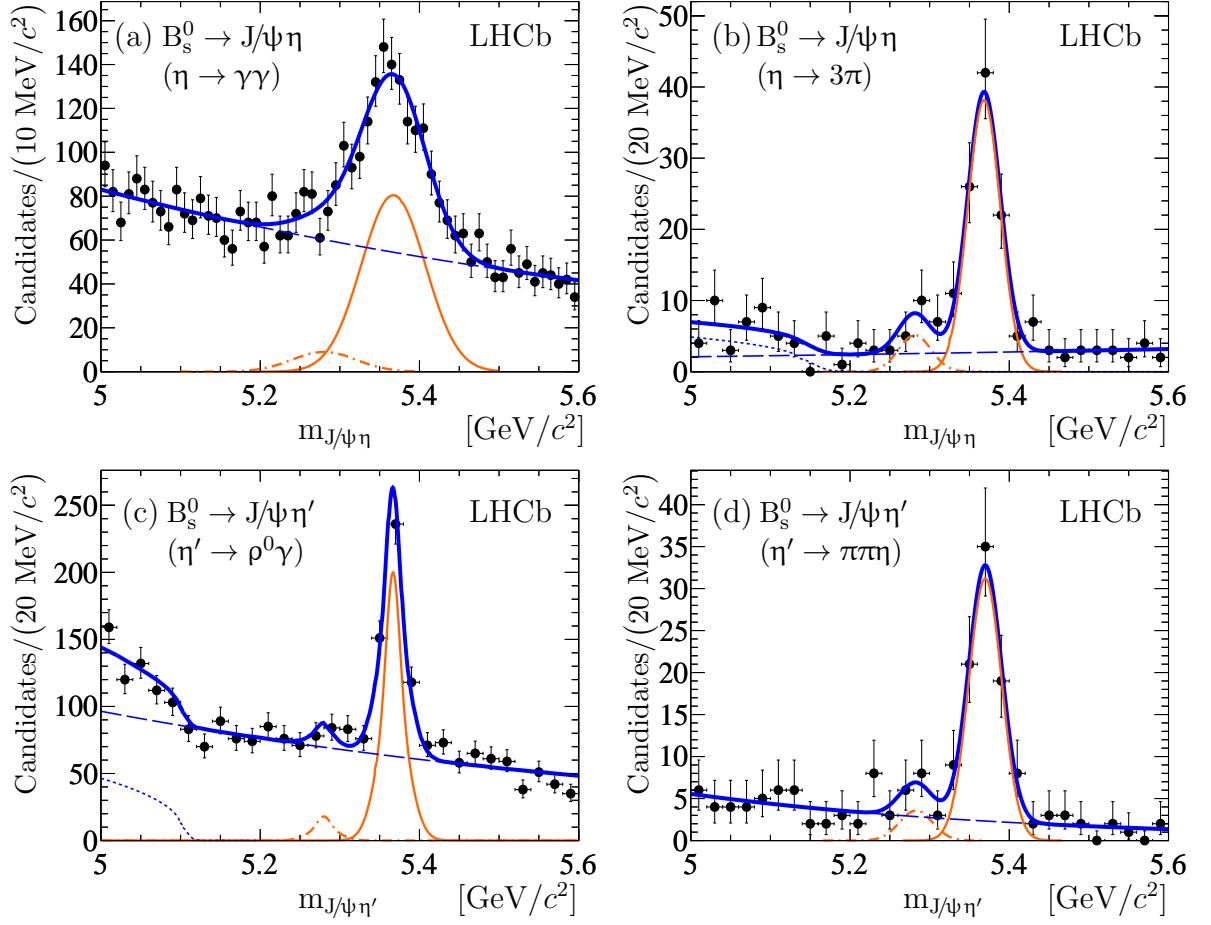 (a) B⁰ₛ → J/ψη LHCb
(η → γγ)
Candidates/(10 MeV/c²)
160
140
120
100
80
60
40
20
0
5 5.2 5.4 5.6
m_J/ψη [GeV/c²]
(b) B⁰ₛ → J/ψη LHCb
(η → 3π)
Candidates/(20 MeV/c²)
50
40
30
20
10
0
5 5.2 5.4 5.6
m_J/ψη [GeV/c²]
(c) B⁰ₛ → J/ψη′ LHCb
(η′ → ρ⁰γ)
Candidates/(20 MeV/c²)
250
200
150
100
50
0
5 5.2 5.4 5.6
m_J/ψη′ [GeV/c²]
(d) B⁰ₛ → J/ψη′ LHCb
(η′ → ππη)
Candidates/(20 MeV/c²)
40
35
30
25
20
15
10
5
0
5 5.2 5.4 5.6
m_J/ψη′ [GeV/c²]